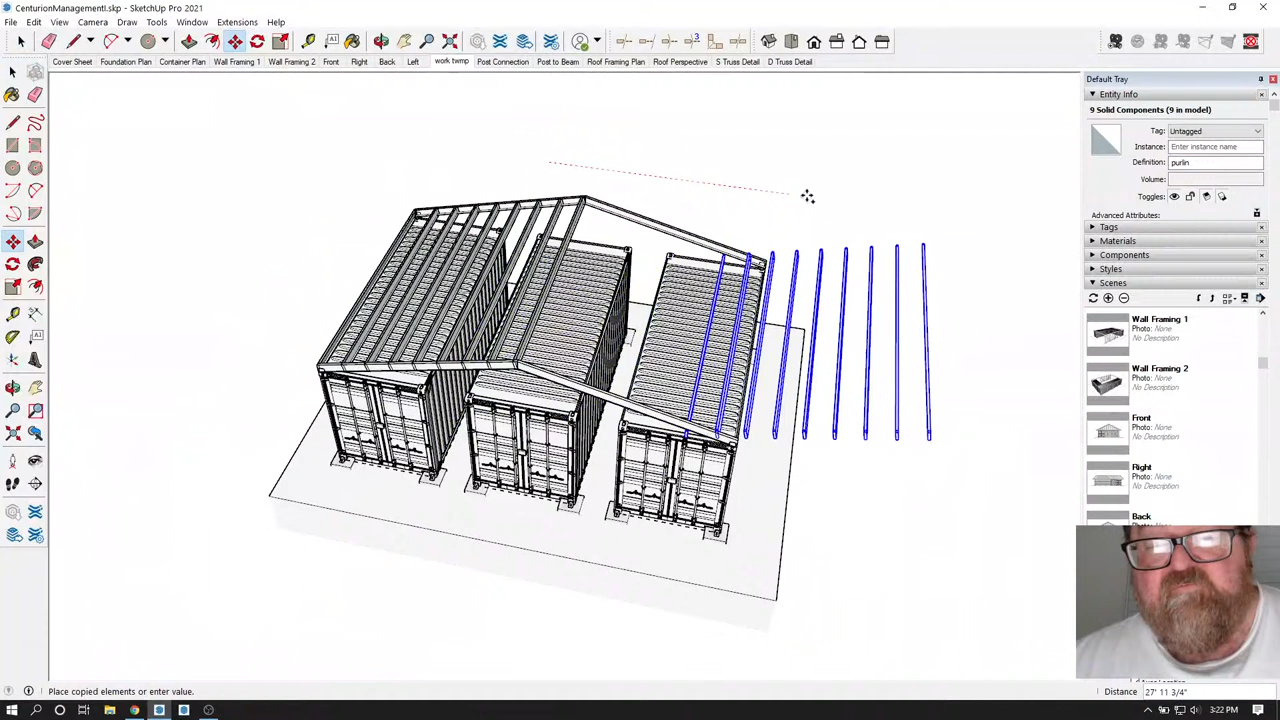 CenturionManagementI.skp - SketchUp Pro 2021
File Edit View Camera Draw Tools Window Extensions Help
3
Cover Sheet Foundation Plan Container Plan Wall Framing 1 Wall Framing 2 Front Right Back Left work twmp Post Connection Post to Beam Roof Framing Plan Roof Perspective S Truss Detail D Truss Detail
Default Tray
Entity Info
9 Solid Components (9 in model)
Tag: Untagged
Instance: Enter instance name
Definition: purlin
Volume:
Toggles:
Advanced Attributes:
Tags
Materials
Components
Styles
Scenes
Wall Framing 1
Photo: None
No Description
Wall Framing 2
Photo: None
No Description
Front
Photo: None
No Description
Right
Photo: None
No Description
Back
Place copied elements or enter value.
Distance 27' 11 3/4"
3:22 PM